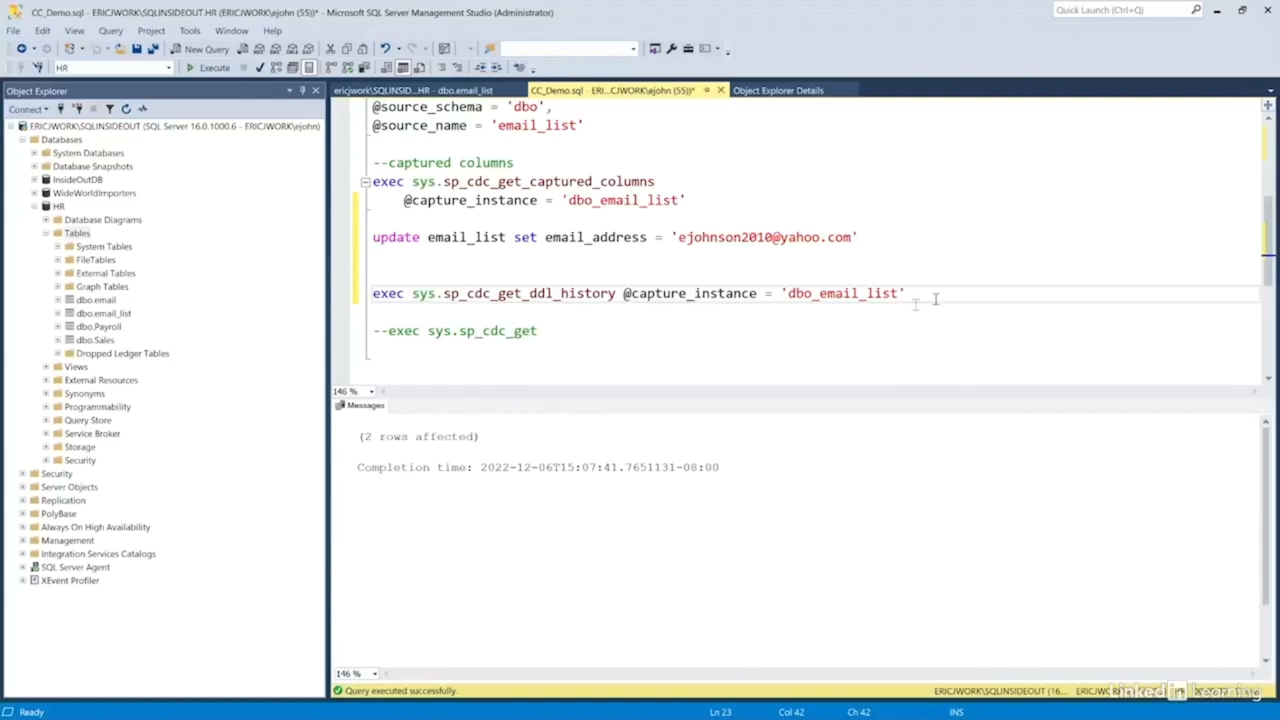 CC_Demo.sql - ERICJWORK\SQLINSIDEOUT.HR (ERICJWORK\ejohn (55))* - Microsoft SQL Server Management Studio (Administrator)
Quick Launch (Ctrl+Q)
File Edit View Query Project Tools Window Help
New Query
HR
Execute
Object Explorer
ericjwork\SQLINSID...HR - dbo.email_list
CC_Demo.sql - ERI...CJWORK\ejohn (55))*
Object Explorer Details
Connect
ERICJWORK\SQLINSIDEOUT (SQL Server 16.0.1000.6 - ERICJWORK\ejohn)
Databases
System Databases
Database Snapshots
InsideOutDB
WideWorldImporters
HR
Database Diagrams
Tables
System Tables
FileTables
External Tables
Graph Tables
dbo.email
dbo.email_list
dbo.Payroll
dbo.Sales
Dropped Ledger Tables
Views
External Resources
Synonyms
Programmability
Query Store
Service Broker
Storage
Security
Security
Server Objects
Replication
PolyBase
Always On High Availability
Management
Integration Services Catalogs
SQL Server Agent
XEvent Profiler
@source_schema = 'dbo',
@source_name = 'email_list'
--captured columns
exec sys.sp_cdc_get_captured_columns
@capture_instance = 'dbo_email_list'
update email_list set email_address = 'ejohnson2010@yahoo.com'
exec sys.sp_cdc_get_ddl_history @capture_instance = 'dbo_email_list'
--exec sys.sp_cdc_get
146 %
Messages
(2 rows affected)
Completion time: 2022-12-06T15:07:41.7651131-08:00
146 %
Query executed successfully.
ERICJWORK\SQLINSIDEOUT (16...
LinkedIn Learning
Ready
Ln 23
Col 42
Ch 42
INS